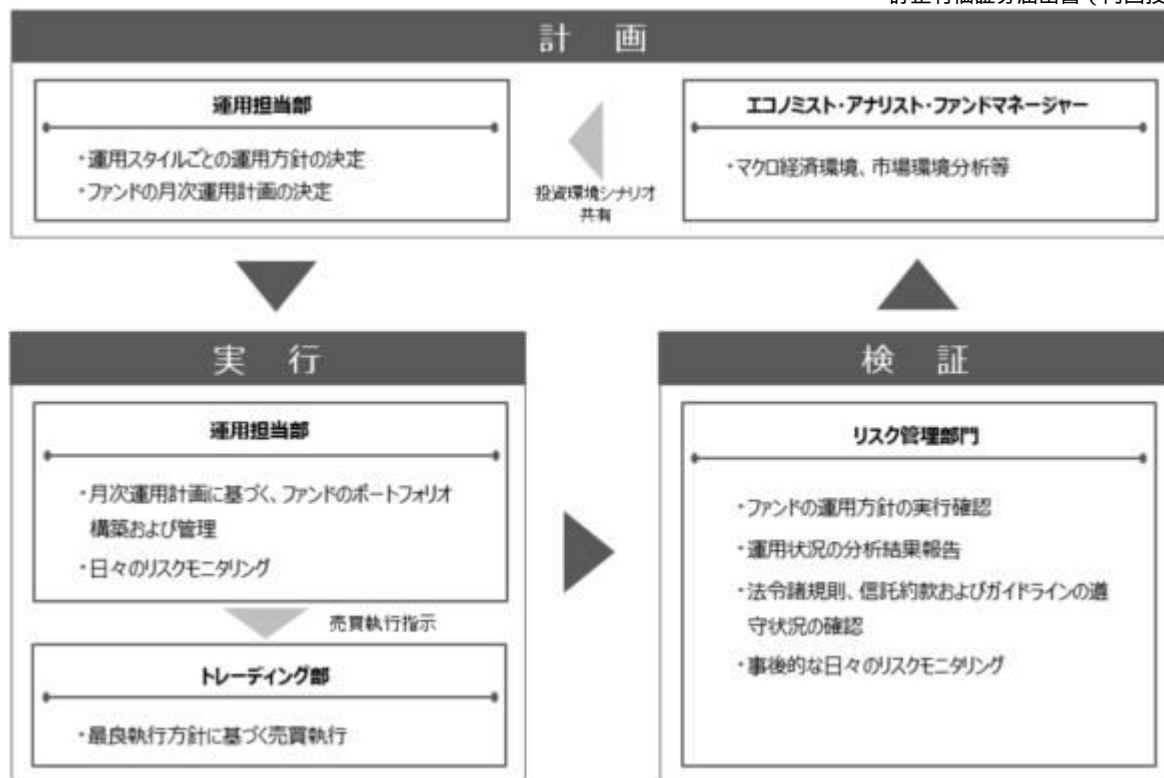 計 画
運用担当部
・運用スタイルごとの運用方針の決定
・ファンドの月次運用計画の決定
投資環境シナリオ
共有
エコノミスト・アナリスト・ファンドマネージャー
・マクロ経済環境、市場環境分析等
実 行
運用担当部
・月次運用計画に基づく、ファンドのポートフォリオ
構築および管理
・日々のリスクモニタリング
売買執行指示
トレーディング部
・最良執行方針に基づく売買執行
検 証
リスク管理部門
・ファンドの運用方針の実行確認
・運用状況の分析結果報告
・法令諸規則、信託約款およびガイドラインの遵
守状況の確認
・事後的な日々のリスクモニタリング